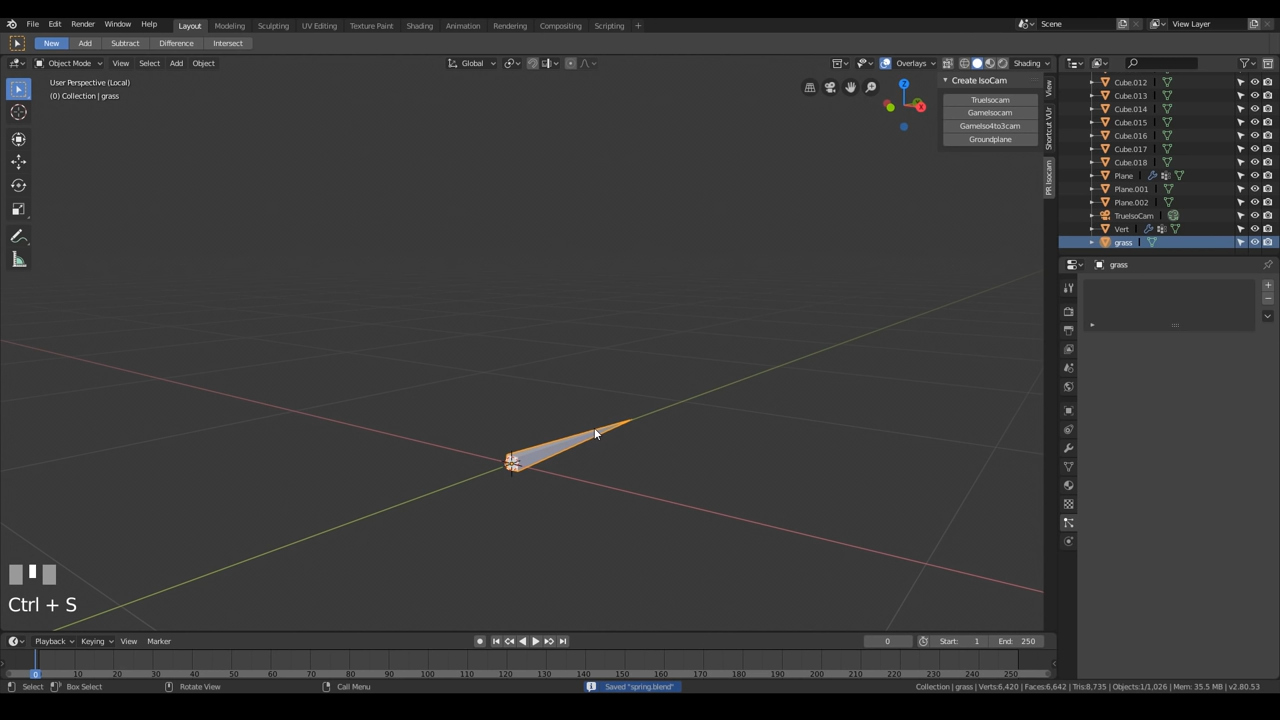 File Edit Render Window Help Layout Modeling Sculpting UV Editing Texture Paint Shading Animation Rendering Compositing Scripting + Scene View Layer
New Add Subtract Difference Intersect
Object Mode View Select Add Object Global Overlays Shading
User Perspective (Local)
(0) Collection | grass
Create IsoCam
TrueIsocam
GameIsocam
GameIso4to3cam
Groundplane
View
Shortcut VUr
PR Isocam
Cube.012
Cube.013
Cube.014
Cube.015
Cube.016
Cube.017
Cube.018
Plane
Plane.001
Plane.002
TrueIsoCam
Vert
grass
grass
Z
X
Ctrl + S
Playback Keying View Marker 0 Start: 1 End: 250
0 10 20 30 40 50 60 70 80 90 100 110 120 130 140 150 160 170 180 190 200 210 220 230 240 250
Select Box Select Rotate View Call Menu Saved "spring.blend" Collection | grass | Verts:6,420 | Faces:6,642 | Tris:8,735 | Objects:1/1,026 | Mem: 35.5 MB | v2.80.53